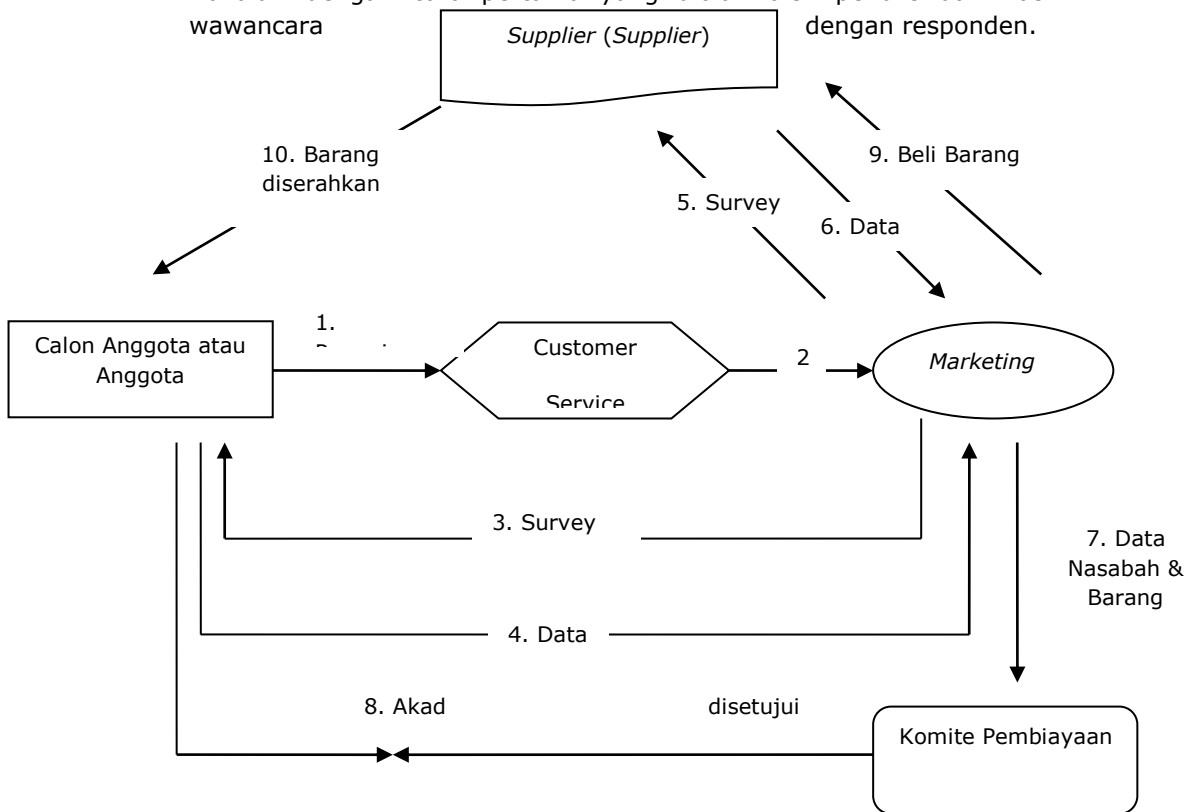 wawancara
dengan responden.
Supplier (Supplier)
10. Barang
diserahkan
9. Beli Barang
5. Survey
6. Data
1.
Calon Anggota atau
Anggota
Customer
Service
2
Marketing
3. Survey
7. Data
Nasabah &
Barang
4. Data
8. Akad
disetujui
Komite Pembiayaan